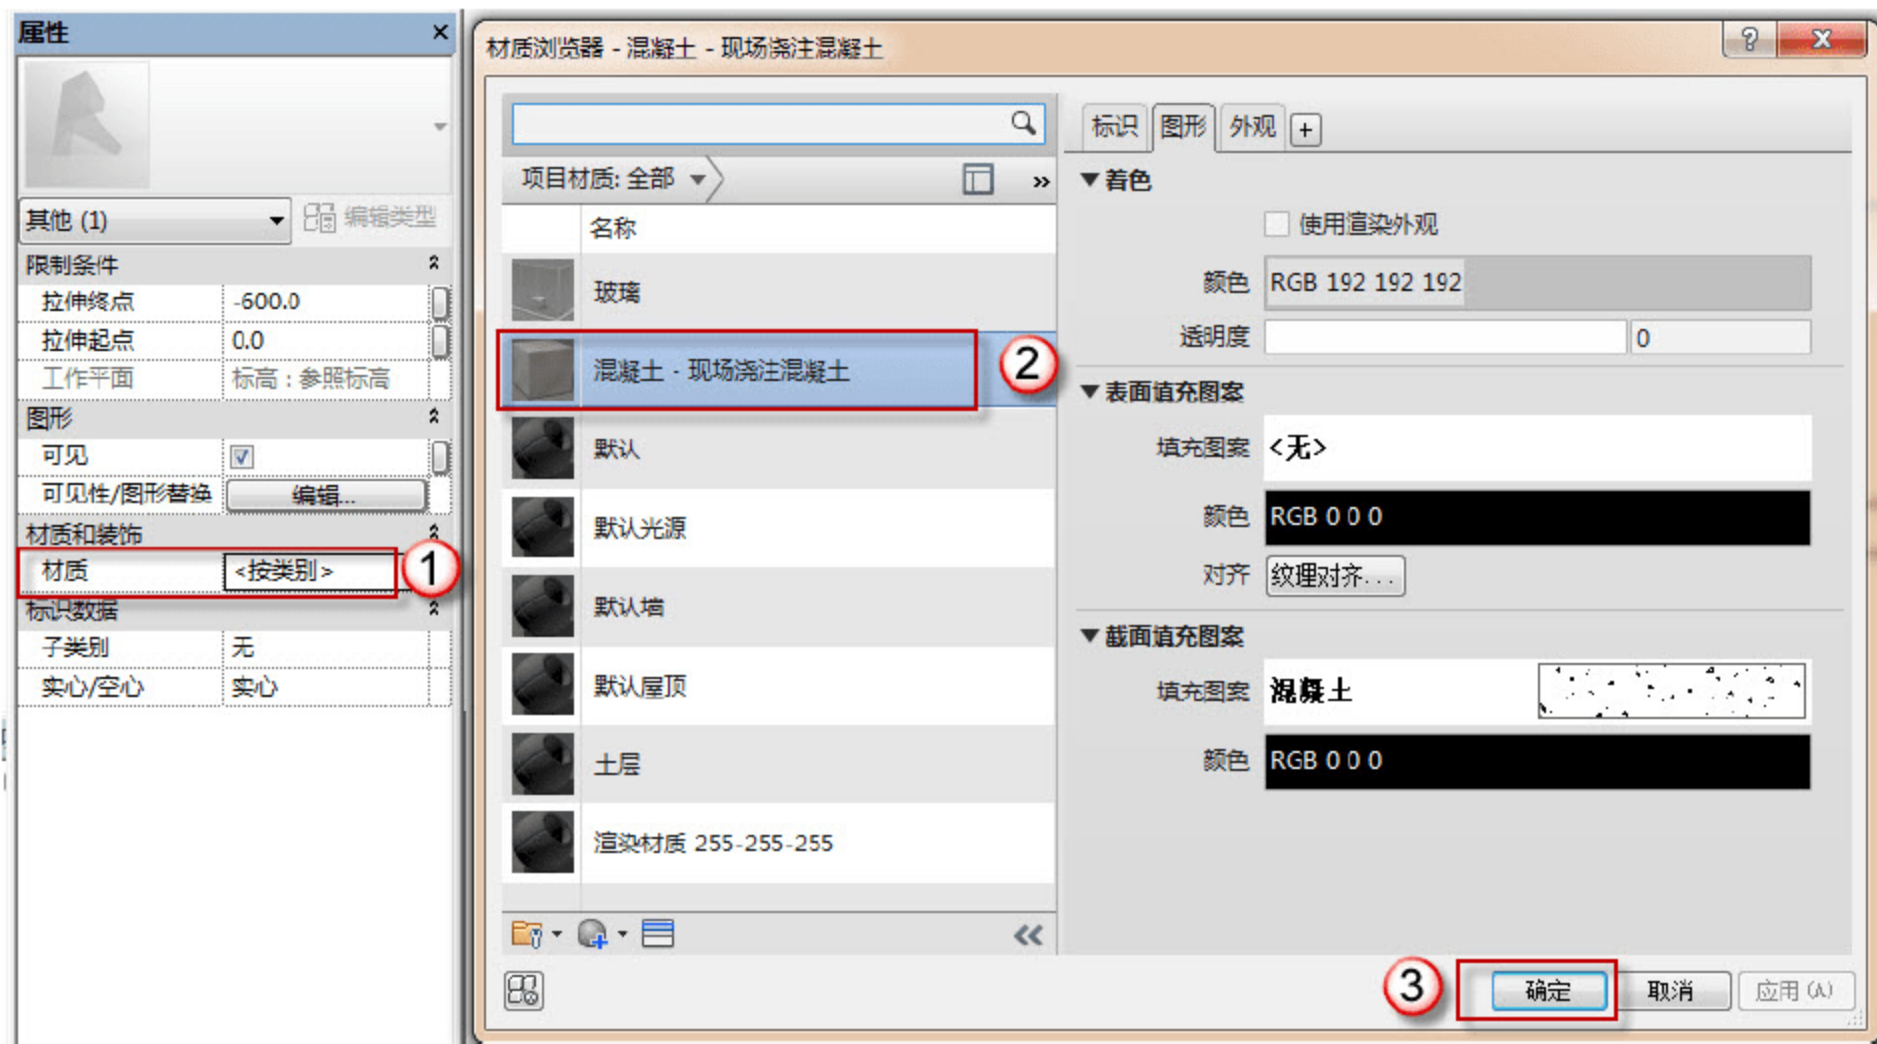 属性
其他 (1)
编辑类型
限制条件
拉伸终点 -600.0
拉伸起点 0.0
工作平面 标高：参照标高
图形
可见
可见性/图形替换 编辑...
材质和装饰
材质 <按类别>
①
标识数据
子类别 无
实心/空心 实心
材质浏览器 - 混凝土 - 现场浇注混凝土
?
X
项目材质: 全部
»
名称
玻璃
混凝土 - 现场浇注混凝土
②
默认
默认光源
默认墙
默认屋顶
土层
渲染材质 255-255-255
标识 图形 外观 +
▼着色
使用渲染外观
颜色 RGB 192 192 192
透明度 0
▼表面填充图案
填充图案 <无>
颜色 RGB 0 0 0
对齐 纹理对齐...
▼截面填充图案
填充图案 混凝土
颜色 RGB 0 0 0
③
确定 取消 应用 (A)